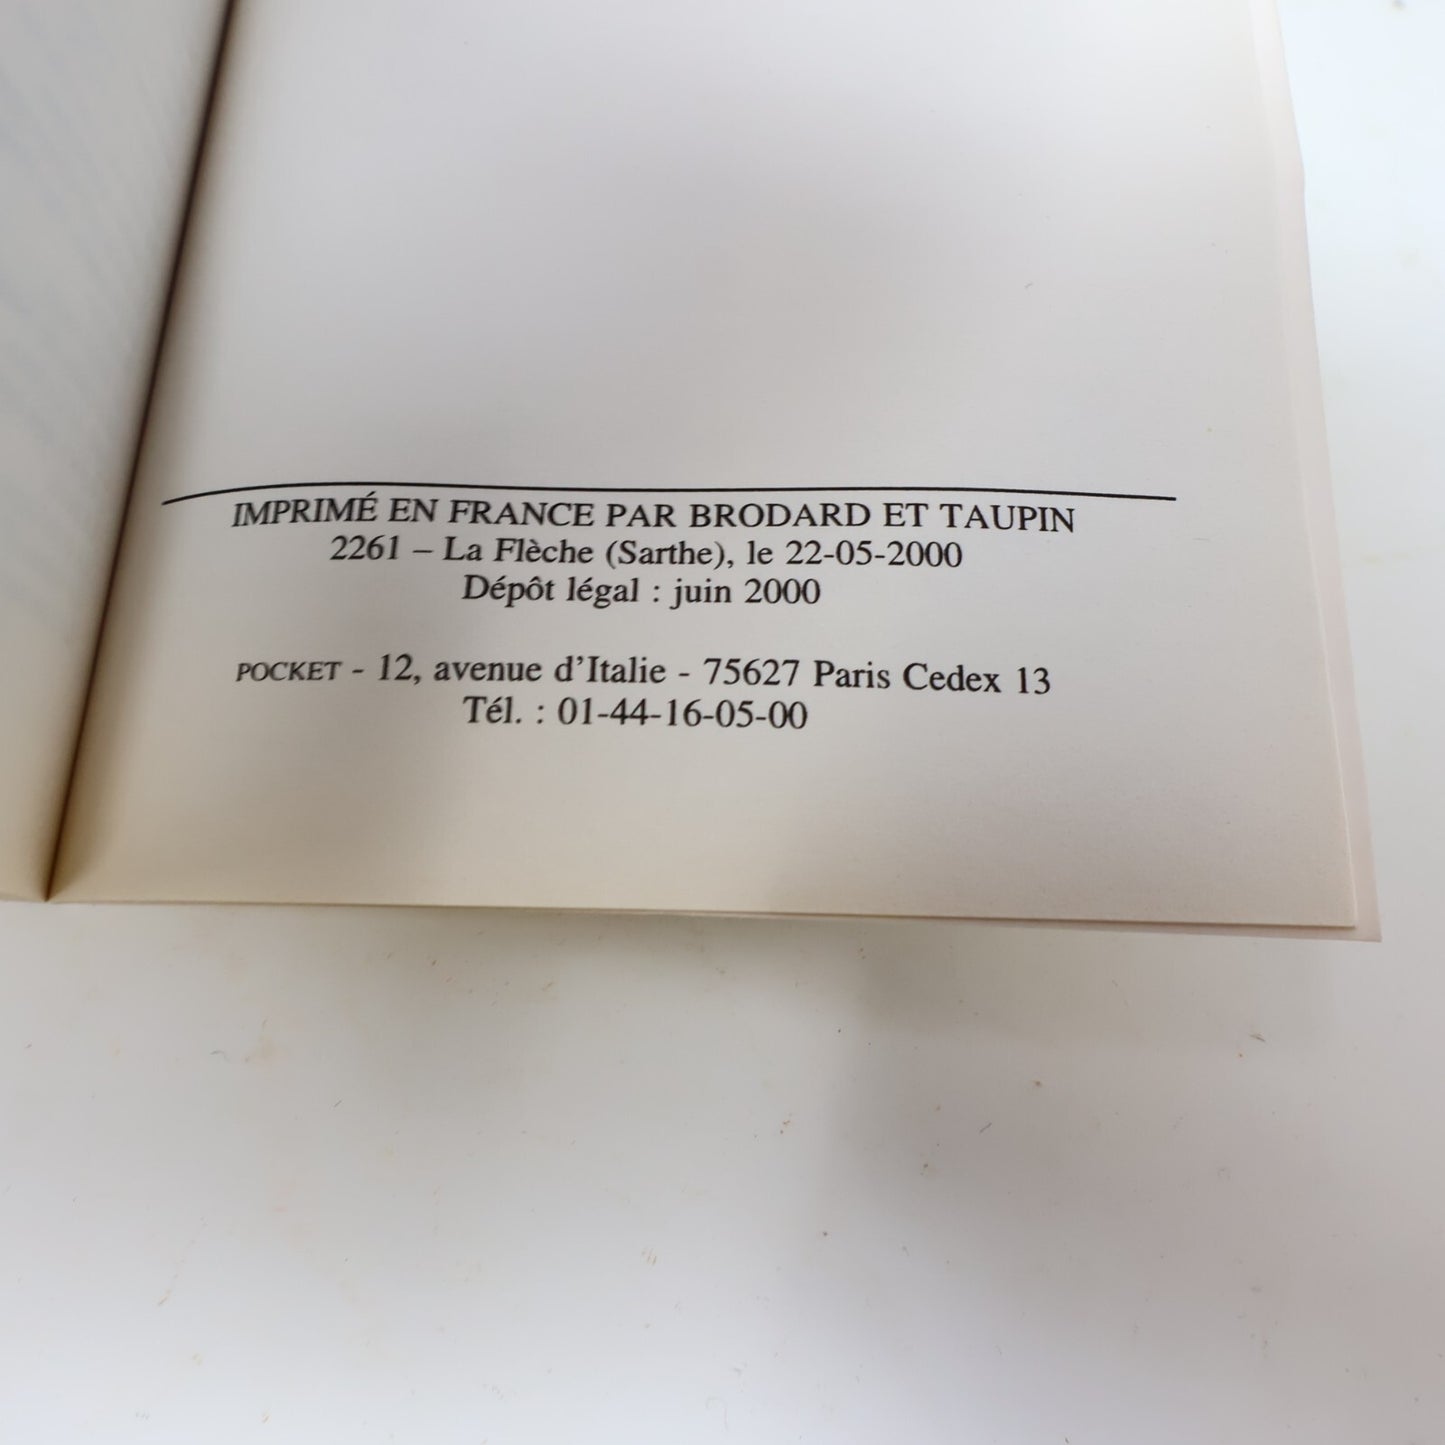 IMPRIMÉ EN FRANCE PAR BRODARD ET TAUPIN
2261 – La Flèche (Sarthe), le 22-05-2000
Dépôt légal : juin 2000
POCKET - 12, avenue d'Italie - 75627 Paris Cedex 13
Tél. : 01-44-16-05-00